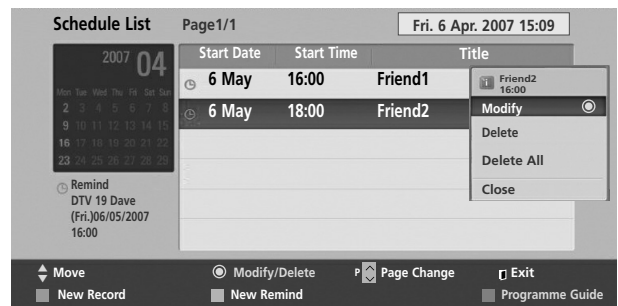 Schedule List Page1/1 Fri. 6 Apr. 2007 15:09
2007 04
Mon Tue Wed Thu Fri Sat Sun
2 3 4 5 6 7 8
9 10 11 12 13 14 15
16 17 18 19 20 21 22
23 24 25 26 27 28 29
Remind
DTV 19 Dave
(Fri.)06/05/2007
16:00
Start Date Start Time Title
6 May 16:00 Friend1
6 May 18:00 Friend2
Friend2
16:00
Modify
Delete
Delete All
Close
Move Modify/Delete P Page Change Exit
New Record New Remind Programme Guide